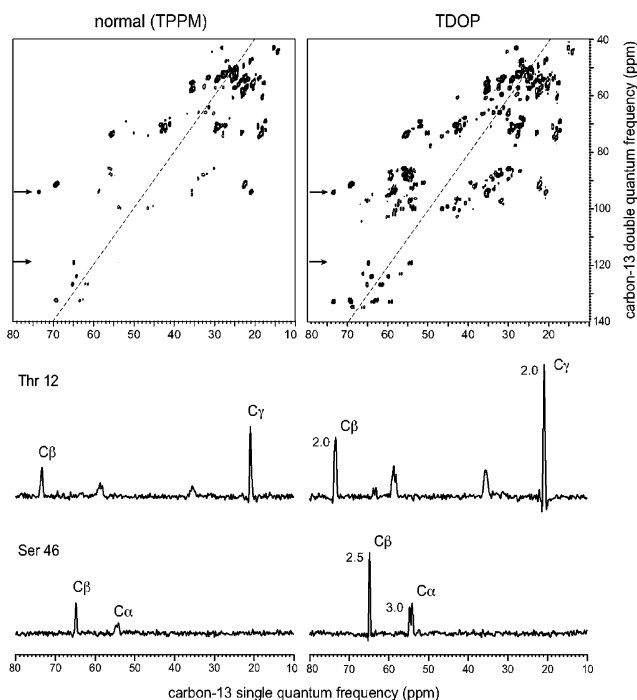 normal (TPPM) TDOP
40
60
80
100
120
140
carbon-13 double quantum frequency (ppm)
80 70 60 50 40 30 20 10 70 60 50 40 30 20 10
Thr 12
Cβ Cγ 2.0 Cβ 2.0 Cγ
Ser 46
Cβ Cα 2.5 Cβ 3.0 Cα
80 70 60 50 40 30 20 10 80 70 60 50 40 30 20 10
carbon-13 single quantum frequency (ppm)